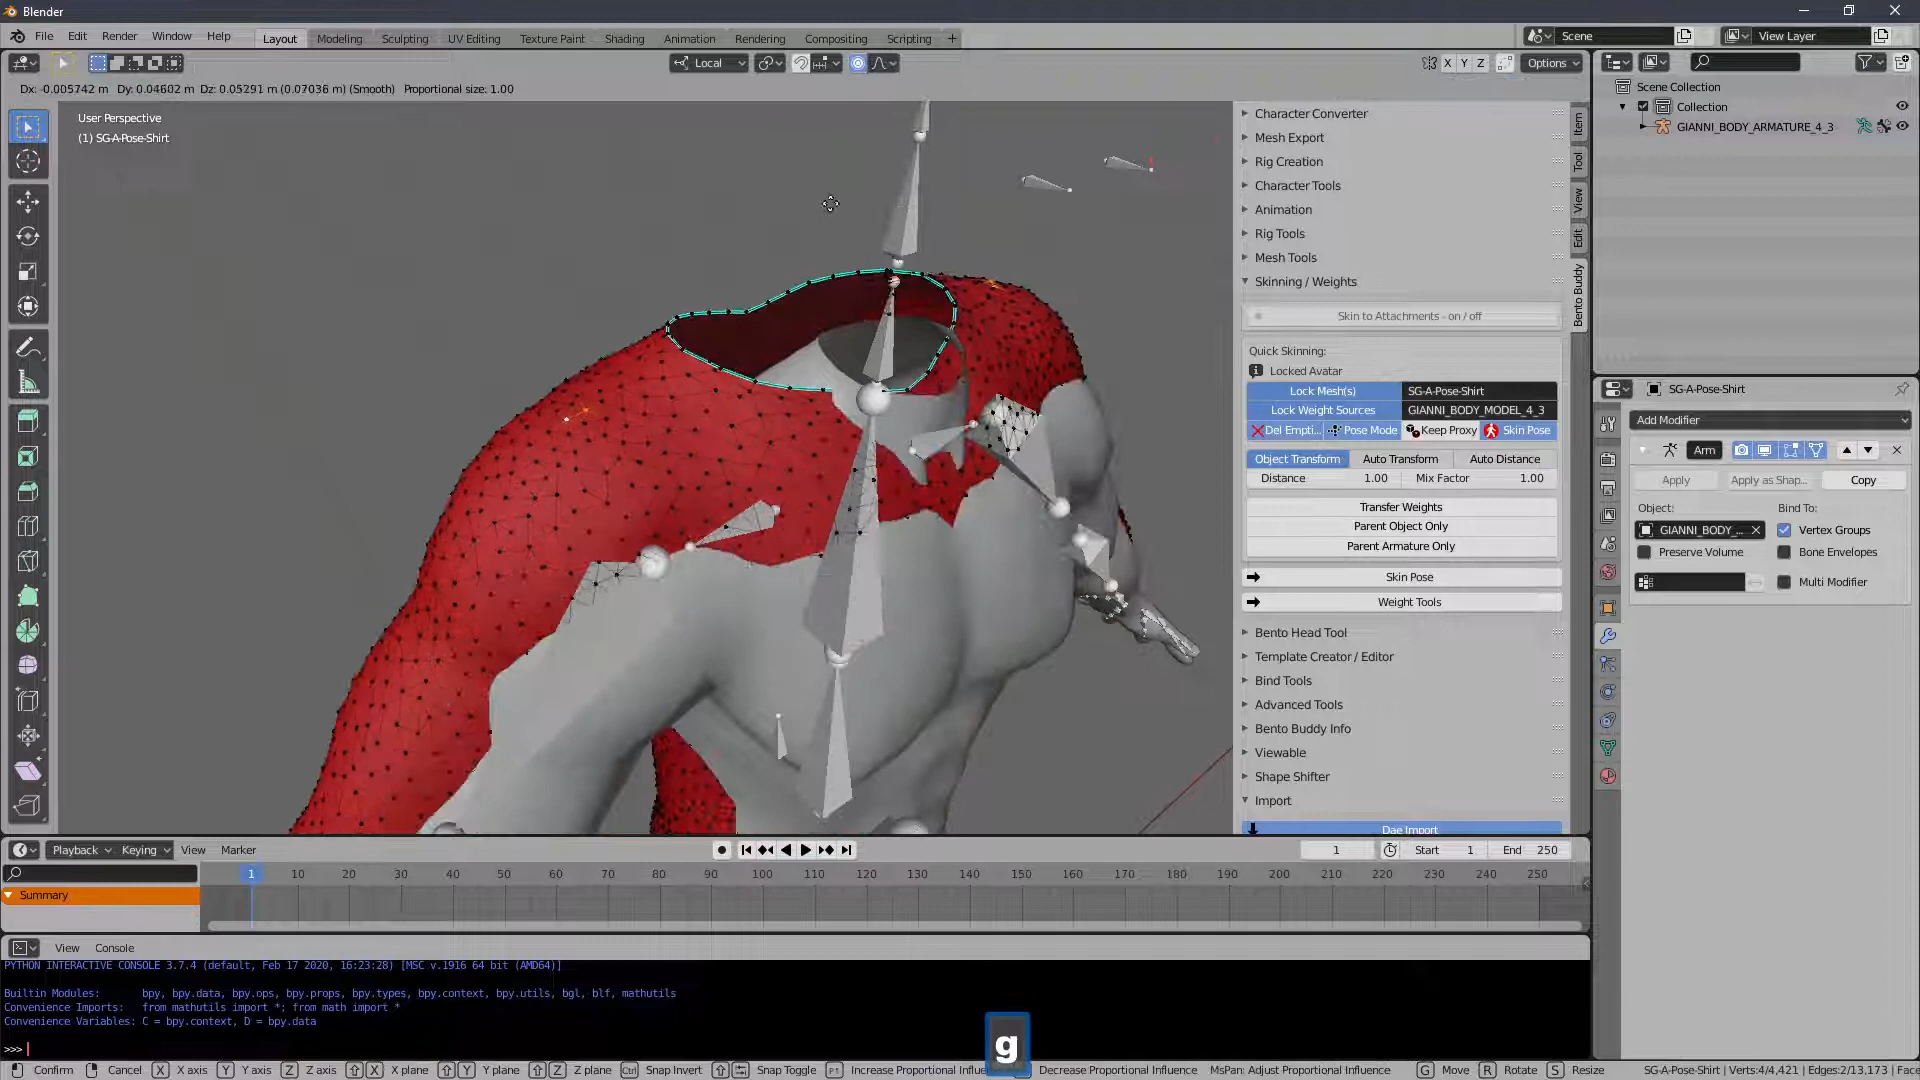 Blender
File Edit Render Window Help
Layout Modeling Sculpting UV Editing Texture Paint Shading Animation Rendering Compositing Scripting +
Scene
View Layer
Local
X Y Z
Options
Dx: -0.005742 m Dy: 0.04602 m Dz: 0.05291 m (0.07036 m) (Smooth) Proportional size: 1.00
User Perspective
(1) SG-A-Pose-Shirt
Character Converter
Mesh Export
Rig Creation
Character Tools
Animation
Rig Tools
Mesh Tools
Skinning / Weights
Skin to Attachments - on / off
Quick Skinning:
Locked Avatar
Lock Mesh(s) SG-A-Pose-Shirt
Lock Weight Sources GIANNI_BODY_MODEL_4_3
Del Empti... Pose Mode Keep Proxy Skin Pose
Object Transform Auto Transform Auto Distance
Distance 1.00 Mix Factor 1.00
Transfer Weights
Parent Object Only
Parent Armature Only
Skin Pose
Weight Tools
Bento Head Tool
Template Creator / Editor
Bind Tools
Advanced Tools
Bento Buddy Info
Viewable
Shape Shifter
Import
Dae Import
Item
Tool
View
Edit
Bento Buddy
Scene Collection
Collection
GIANNI_BODY_ARMATURE_4_3
SG-A-Pose-Shirt
Add Modifier
Arm
Apply Apply as Shap... Copy
Object: Bind To:
GIANNI_BODY ... Vertex Groups
Preserve Volume Bone Envelopes
Multi Modifier
Playback Keying View Marker
1 Start 1 End 250
1 10 20 30 40 50 60 70 80 90 100 110 120 130 140 150 160 170 180 190 200 210 220 230 240 250
Summary
View Console
PYTHON INTERACTIVE CONSOLE 3.7.4 (default, Feb 17 2020, 16:23:28) [MSC v.1916 64 bit (AMD64)]
Builtin Modules: bpy, bpy.data, bpy.ops, bpy.props, bpy.types, bpy.context, bpy.utils, bgl, blf, mathutils
Convenience Imports: from mathutils import *; from math import *
Convenience Variables: C = bpy.context, D = bpy.data
>>>
g
Confirm Cancel X X axis Y Y axis Z Z axis X X plane Y Y plane Z Z plane Ctrl Snap Invert Snap Toggle Increase Proportional Influe Decrease Proportional Influence MsPan: Adjust Proportional Influence G Move R Rotate S Resize SG-A-Pose-Shirt | Verts:4/4,421 | Edges:2/13,173 | Face